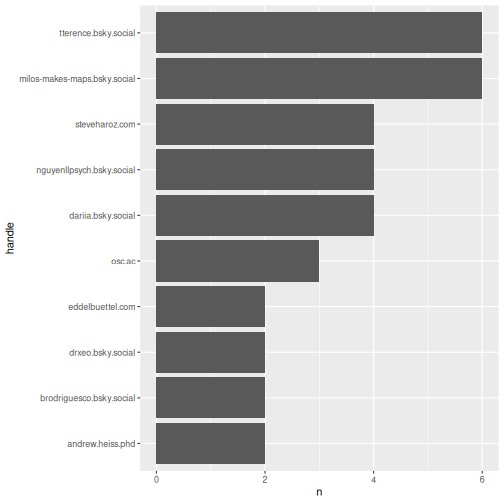 tterence.bsky.social
milos-makes-maps.bsky.social
steveharoz.com
nguyenllpsych.bsky.social
dariia.bsky.social
osc.ac
eddelbuettel.com
drxeo.bsky.social
brodriguesco.bsky.social
andrew.heiss.phd
handle
0 2 4 6
n